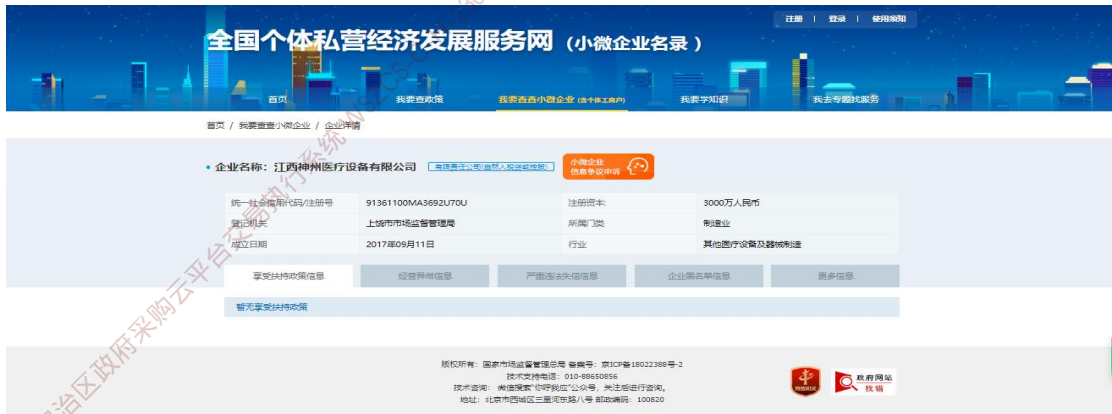 注册 | 登录 | 使用须知
全国个体私营经济发展服务网（小微企业名录）
首页 我要查政策 我要查查小微企业(含个体工商户) 我要学知识 我去专题找服务
首页 / 我要查查小微企业 / 企业详情
• 企业名称：江西神州医疗设备有限公司 有限责任公司(自然人投资或控股) 小微企业
信息争议申诉
统一社会信用代码/注册号 91361100MA3692U70U 注册资本: 3000万人民币
登记机关 上饶市市场监督管理局 所属门类 制造业
成立日期 2017年09月11日 行业 其他医疗设备及器械制造
享受扶持政策信息 经营异常信息 严重违法失信信息 企业黑名单信息 更多信息
暂无享受扶持政策
版权所有：国家市场监督管理总局 备案号：京ICP备18022388号-2
技术支持电话：010-88650856
技术咨询：微信搜索“你呼我应”公众号，关注后进行咨询。
地址：北京市西城区三里河东路八号 邮政编码：100820
政府网站
找错
治区政府采购云平台交易执行系统